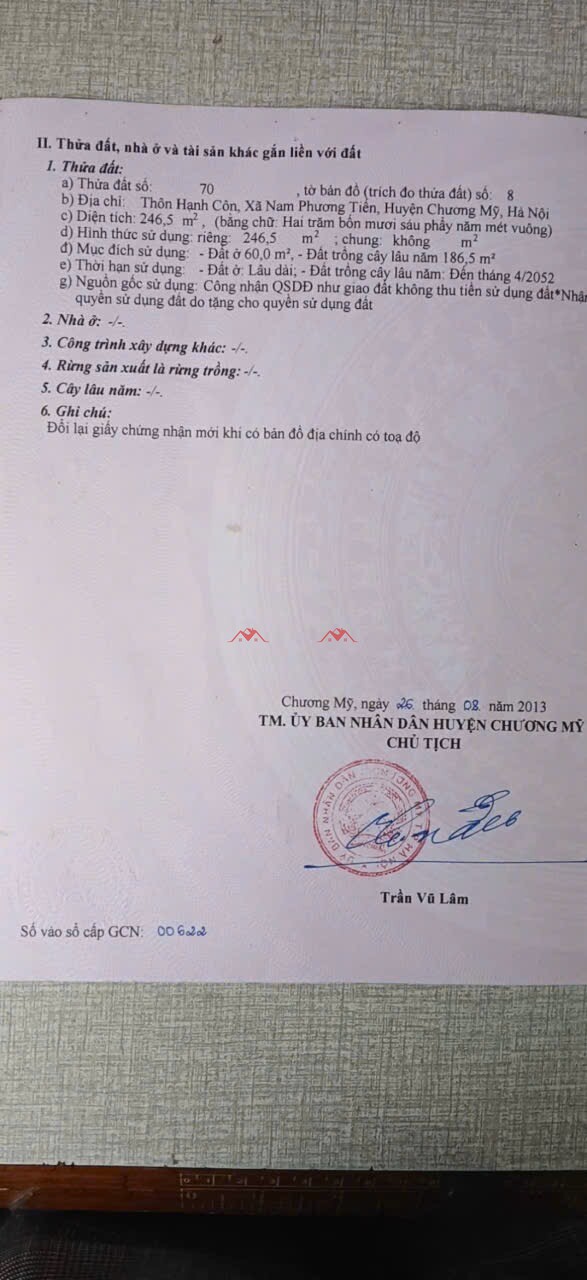 II. Thửa đất, nhà ở và tài sản khác gắn liền với đất
1. Thửa đất:
a) Thửa đất số: 70 , tờ bản đồ (trích đo thửa đất) số: 8
b) Địa chỉ: Thôn Hạnh Côn, Xã Nam Phương Tiến, Huyện Chương Mỹ, Hà Nội
c) Diện tích: 246,5 m², (bằng chữ: Hai trăm bốn mươi sáu phẩy năm mét vuông)
d) Hình thức sử dụng: riêng: 246,5 m² ; chung: không m²
đ) Mục đích sử dụng: - Đất ở 60,0 m², - Đất trồng cây lâu năm 186,5 m²
e) Thời hạn sử dụng: - Đất ở: Lâu dài; - Đất trồng cây lâu năm: Đến tháng 4/2052
g) Nguồn gốc sử dụng: Công nhận QSDĐ như giao đất không thu tiền sử dụng đất*Nhận
quyền sử dụng đất do tặng cho quyền sử dụng đất
2. Nhà ở: -/-.
3. Công trình xây dựng khác: -/-.
4. Rừng sản xuất là rừng trồng: -/-.
5. Cây lâu năm: -/-.
6. Ghi chú:
Đổi lại giấy chứng nhận mới khi có bản đồ địa chính có toạ độ
Chương Mỹ, ngày 26 tháng 08 năm 2013
TM. ỦY BAN NHÂN DÂN HUYỆN CHƯƠNG MỸ
CHỦ TỊCH
ỦY BAN NHÂN DÂN
Trần Vũ Lâm
Số vào sổ cấp GCN: 00622